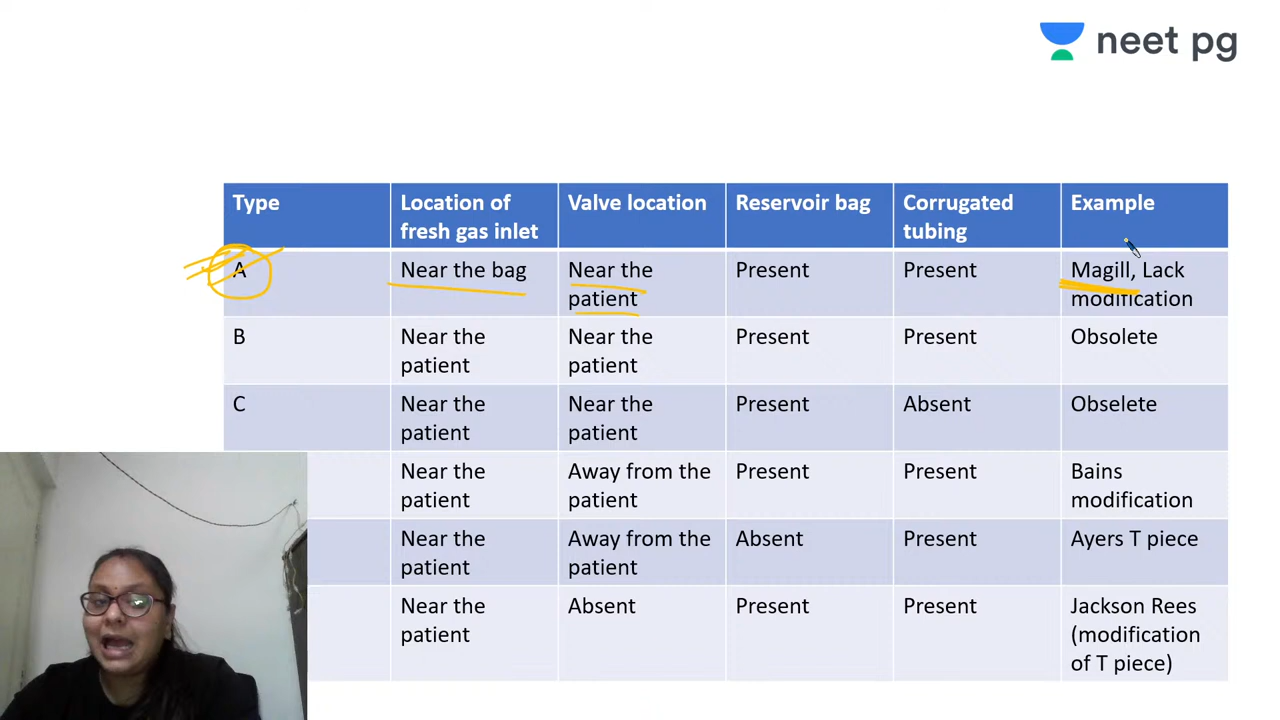 neet pg
Type
Location of
fresh gas inlet
Valve location
Reservoir bag
Corrugated
tubing
Example
A
Near the bag
Near the
patient
Present
Present
Magill, Lack
modification
B
Near the
patient
Near the
patient
Present
Present
Obsolete
C
Near the
patient
Near the
patient
Present
Absent
Obselete
Near the
patient
Away from the
patient
Present
Present
Bains
modification
Near the
patient
Away from the
patient
Absent
Present
Ayers T piece
Near the
patient
Absent
Present
Present
Jackson Rees
(modification
of T piece)